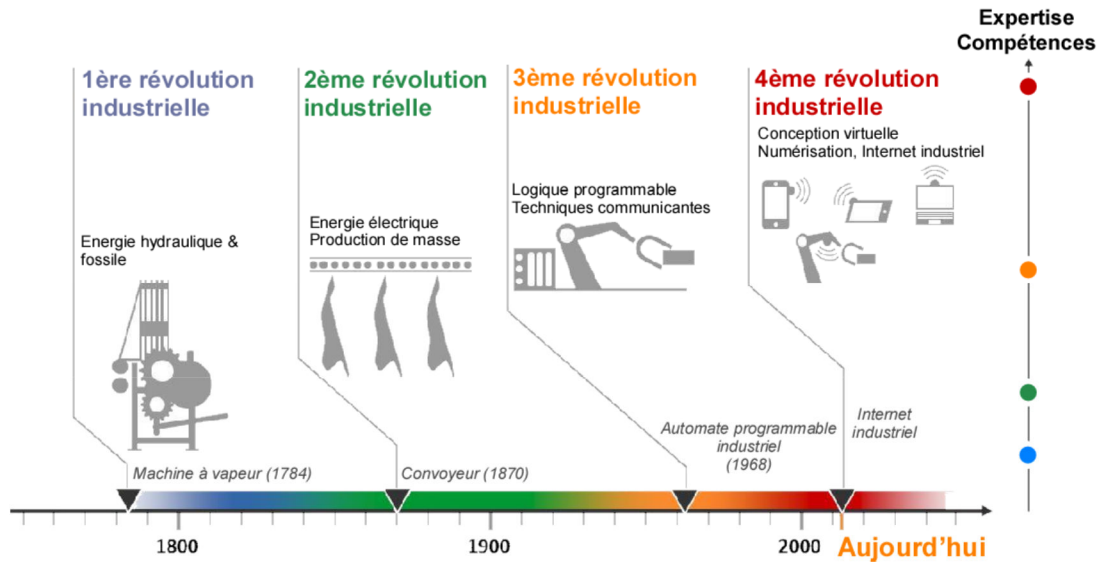 Expertise
Compétences
1ère révolution
industrielle
2ème révolution
industrielle
3ème révolution
industrielle
4ème révolution
industrielle
Conception virtuelle
Numérisation, Internet industriel
Logique programmable
Techniques communicantes
Energie électrique
Production de masse
Energie hydraulique &
fossile
Machine à vapeur (1784)
Convoyeur (1870)
Automate programmable
industriel
(1968)
Internet
industriel
1800
1900
2000
Aujourd'hui